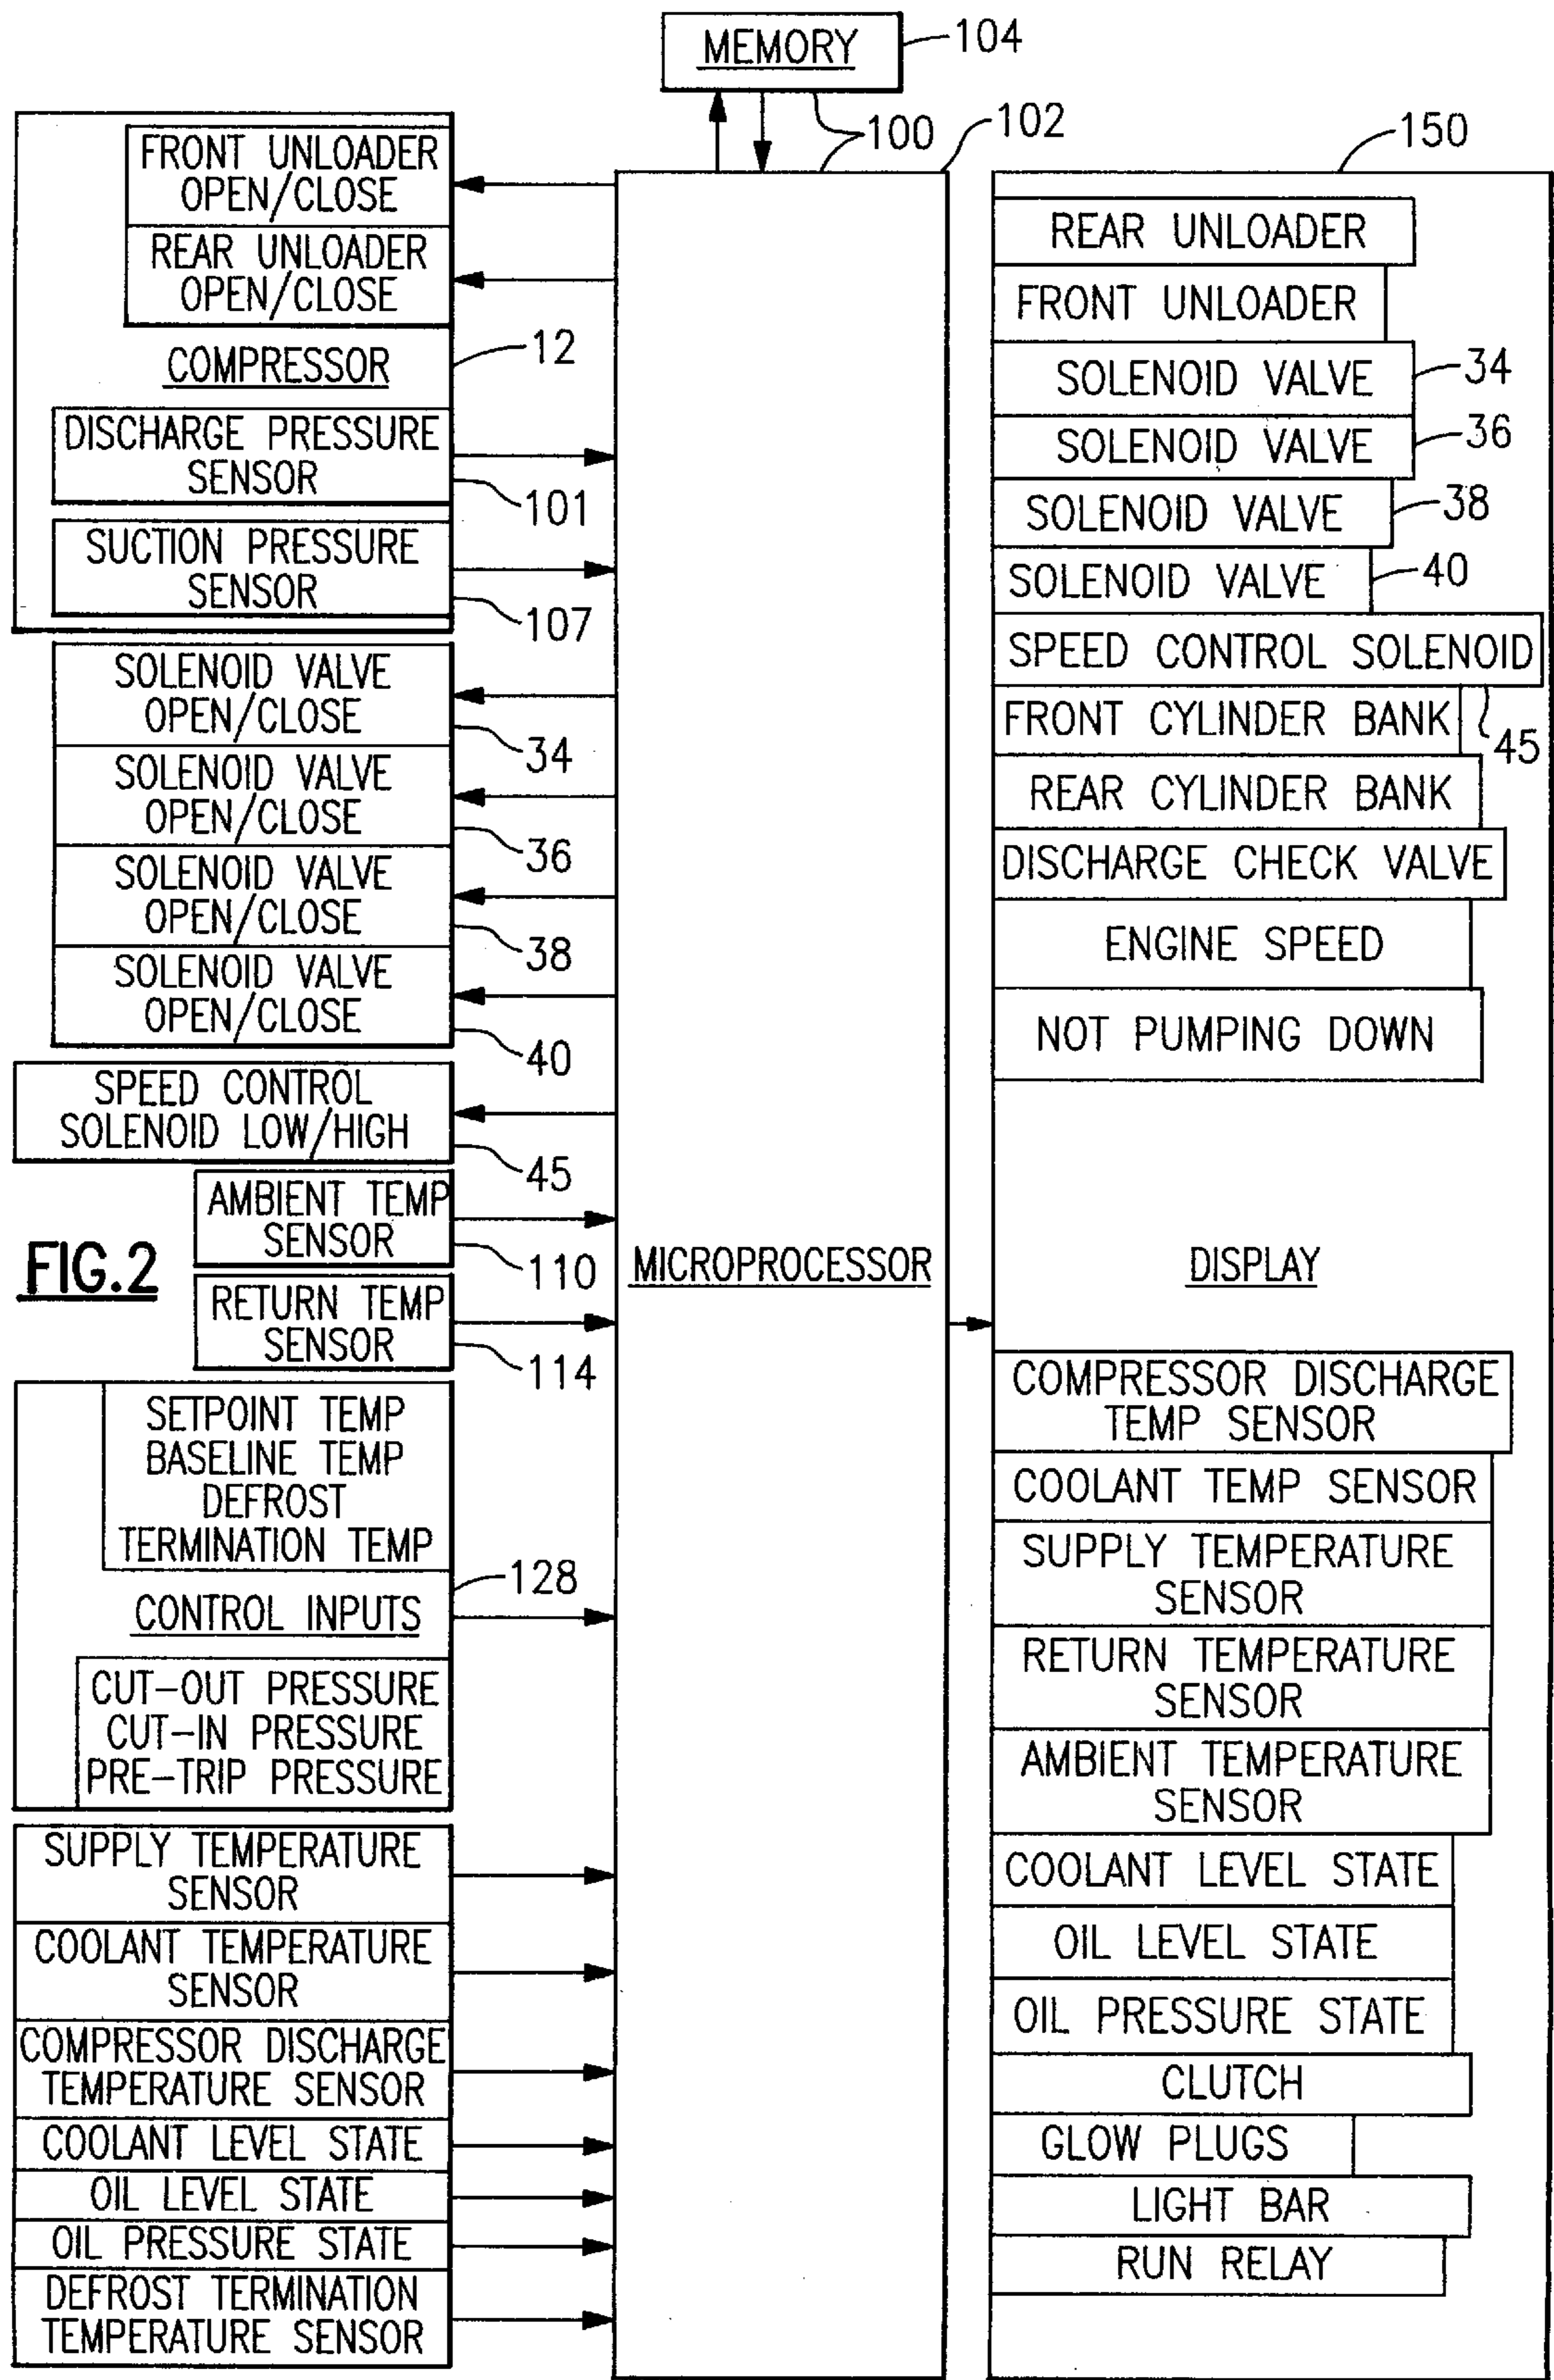 MEMORY
104
100
102
FRONT UNLOADER
OPEN/CLOSE
REAR UNLOADER
OPEN/CLOSE
COMPRESSOR
12
DISCHARGE PRESSURE
SENSOR
101
SUCTION PRESSURE
SENSOR
107
SOLENOID VALVE
OPEN/CLOSE
34
SOLENOID VALVE
OPEN/CLOSE
36
SOLENOID VALVE
OPEN/CLOSE
38
SOLENOID VALVE
OPEN/CLOSE
40
SPEED CONTROL
SOLENOID LOW/HIGH
45
AMBIENT TEMP
SENSOR
110
FIG.2
RETURN TEMP
SENSOR
114
SETPOINT TEMP
BASELINE TEMP
DEFROST
TERMINATION TEMP
128
CONTROL INPUTS
CUT-OUT PRESSURE
CUT-IN PRESSURE
PRE-TRIP PRESSURE
SUPPLY TEMPERATURE
SENSOR
COOLANT TEMPERATURE
SENSOR
COMPRESSOR DISCHARGE
TEMPERATURE SENSOR
COOLANT LEVEL STATE
OIL LEVEL STATE
OIL PRESSURE STATE
DEFROST TERMINATION
TEMPERATURE SENSOR
MICROPROCESSOR
150
REAR UNLOADER
FRONT UNLOADER
SOLENOID VALVE
34
SOLENOID VALVE
36
SOLENOID VALVE
38
SOLENOID VALVE
40
SPEED CONTROL SOLENOID
FRONT CYLINDER BANK
45
REAR CYLINDER BANK
DISCHARGE CHECK VALVE
ENGINE SPEED
NOT PUMPING DOWN
DISPLAY
COMPRESSOR DISCHARGE
TEMP SENSOR
COOLANT TEMP SENSOR
SUPPLY TEMPERATURE
SENSOR
RETURN TEMPERATURE
SENSOR
AMBIENT TEMPERATURE
SENSOR
COOLANT LEVEL STATE
OIL LEVEL STATE
OIL PRESSURE STATE
CLUTCH
GLOW PLUGS
LIGHT BAR
RUN RELAY